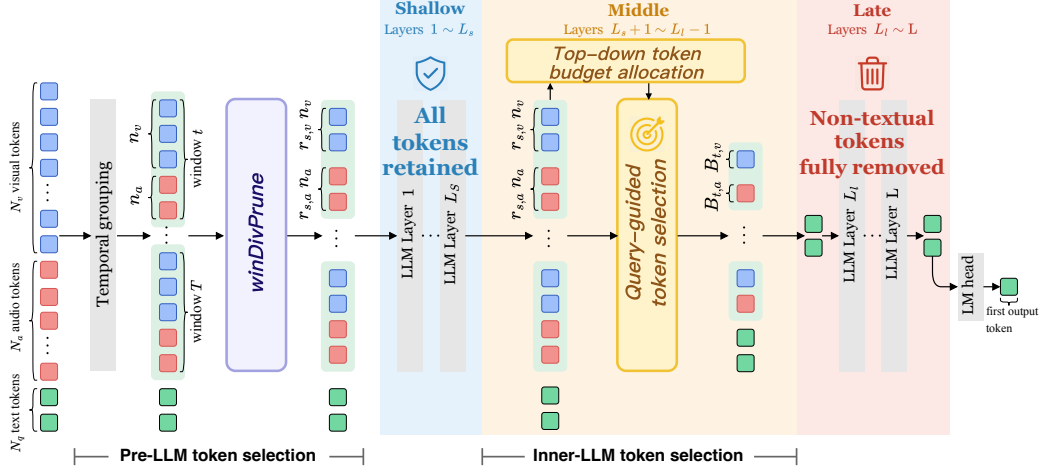 Shallow
Layers 1 ∼ L_s
Middle
Layers L_s + 1 ∼ L_l − 1
Late
Layers L_l ∼ L
Top-down token
budget allocation
All
tokens
retained
Non-textual
tokens
fully removed
N_v visual tokens
N_a audio tokens
N_q text tokens
Temporal grouping
n_v
n_a
window t
window T
winDivPrune
r_{s,v} n_v
r_{s,a} n_a
LLM Layer 1
LLM Layer L_S
r_{s,v} n_v
r_{s,a} n_a
Query-guided
token selection
B_{t,v}
B_{t,a}
LLM Layer L_l
LLM Layer L
LM head
first output
token
Pre-LLM token selection
Inner-LLM token selection